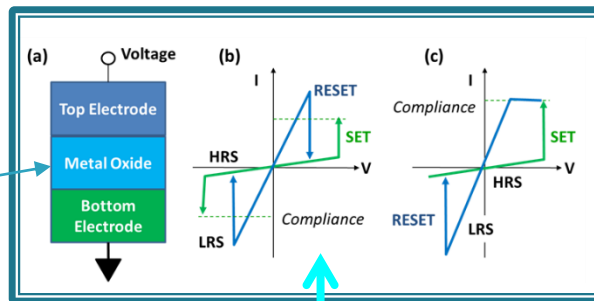 (a)
Voltage
Top Electrode
Metal Oxide
Bottom
Electrode
(b)
I
RESET
SET
HRS
V
Compliance
LRS
(c)
I
Compliance
SET
V
HRS
RESET
LRS